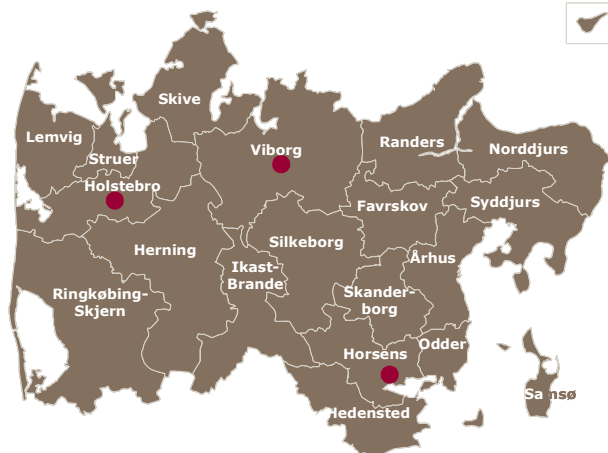 Skive
Lemvig
Struer
Viborg
Randers
Norddjurs
Holstebro
Favrskov
Syddjurs
Herning
Silkeborg
Ikast-
Brande
Århus
Ringkøbing-
Skjern
Skander-
borg
Horsens
Odder
Samsø
Hedensted